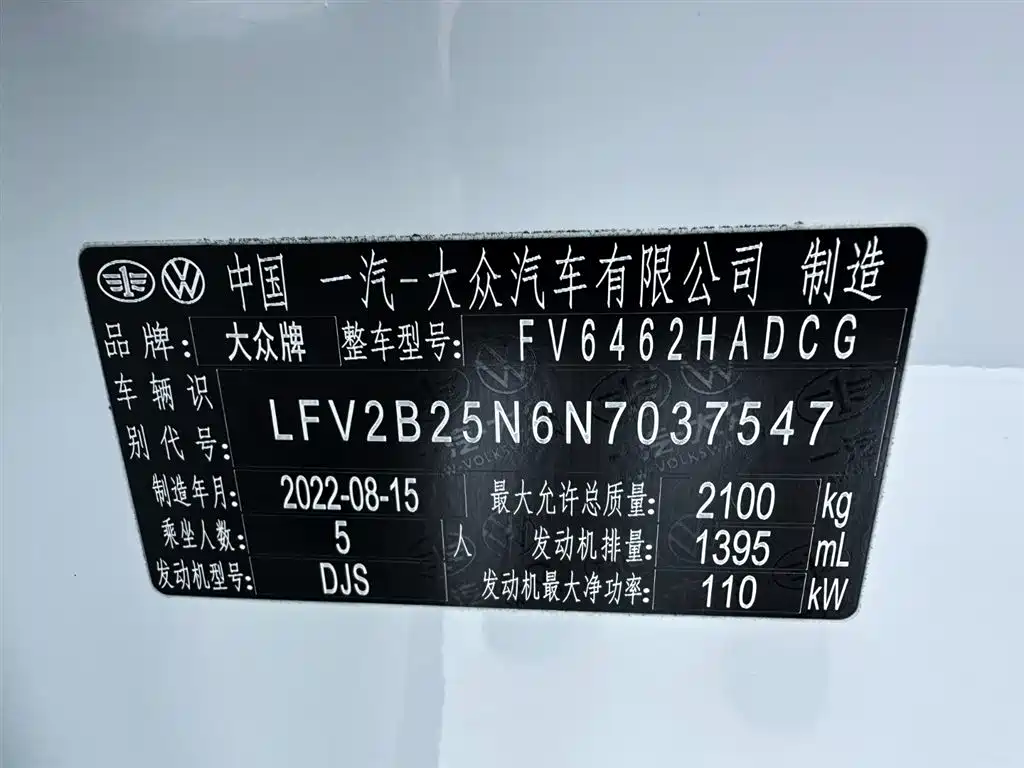 中国 一汽-大众汽车有限公司 制造
品牌: 大众牌 整车型号: FV6462HADCG
车辆识别代号: LFV2B25N6N7037547
制造年月: 2022-08-15 最大允许总质量: 2100 kg
乘坐人数: 5 人 发动机排量: 1395 mL
发动机型号: DJS 发动机最大净功率: 110 kW